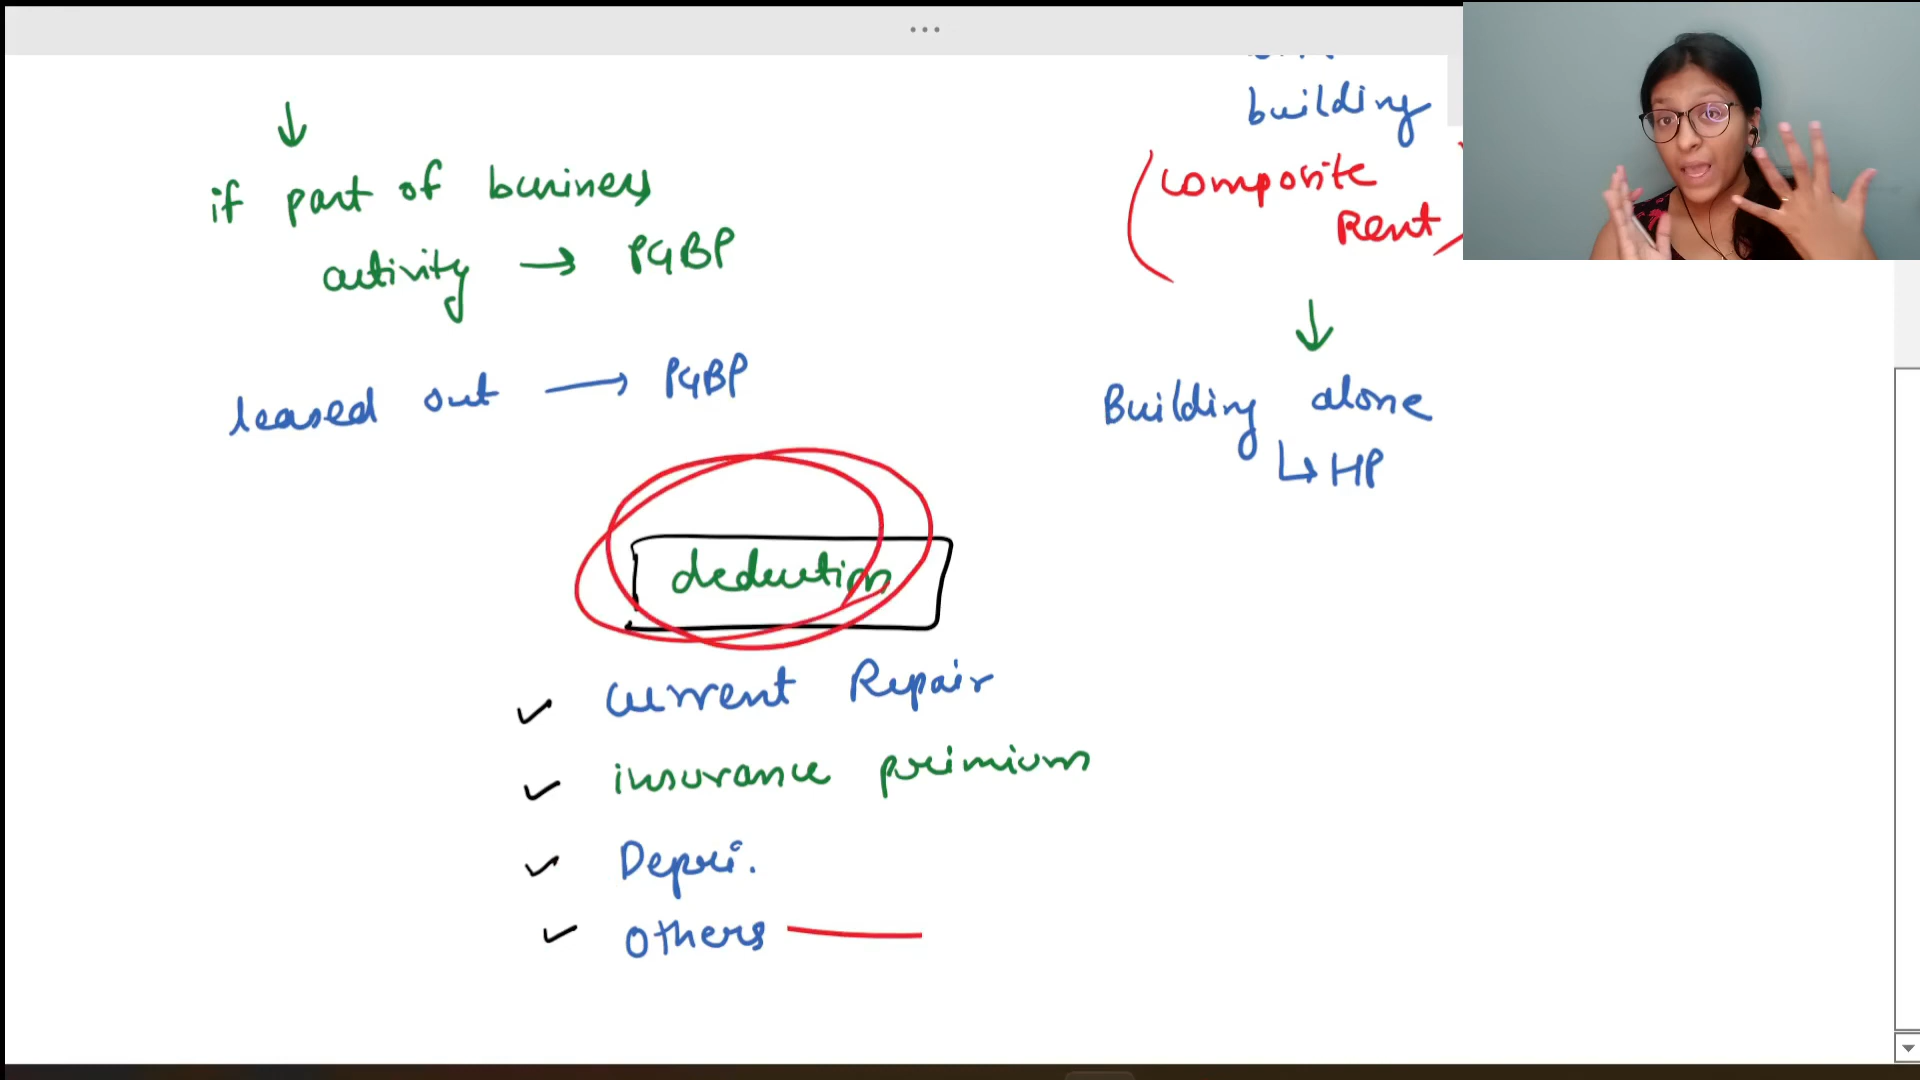 if part of business
activity → PGBP
leased out → PGBP
building
(composite
Rent)
Building alone
↳ HP
deduction
✓ Current Repair
✓ insurance primium
✓ Depri.
✓ Others —